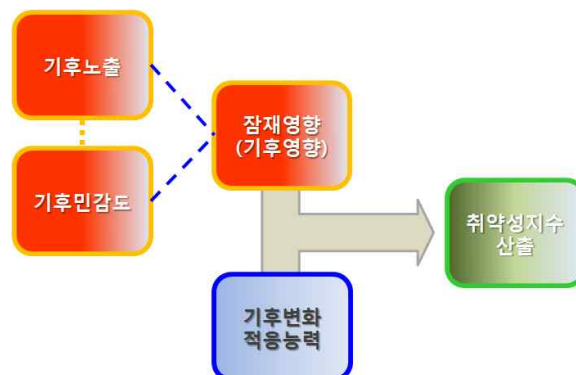 기후노출
기후민감도
잠재영향
(기후영향)
기후변화
적응능력
취약성지수
산출